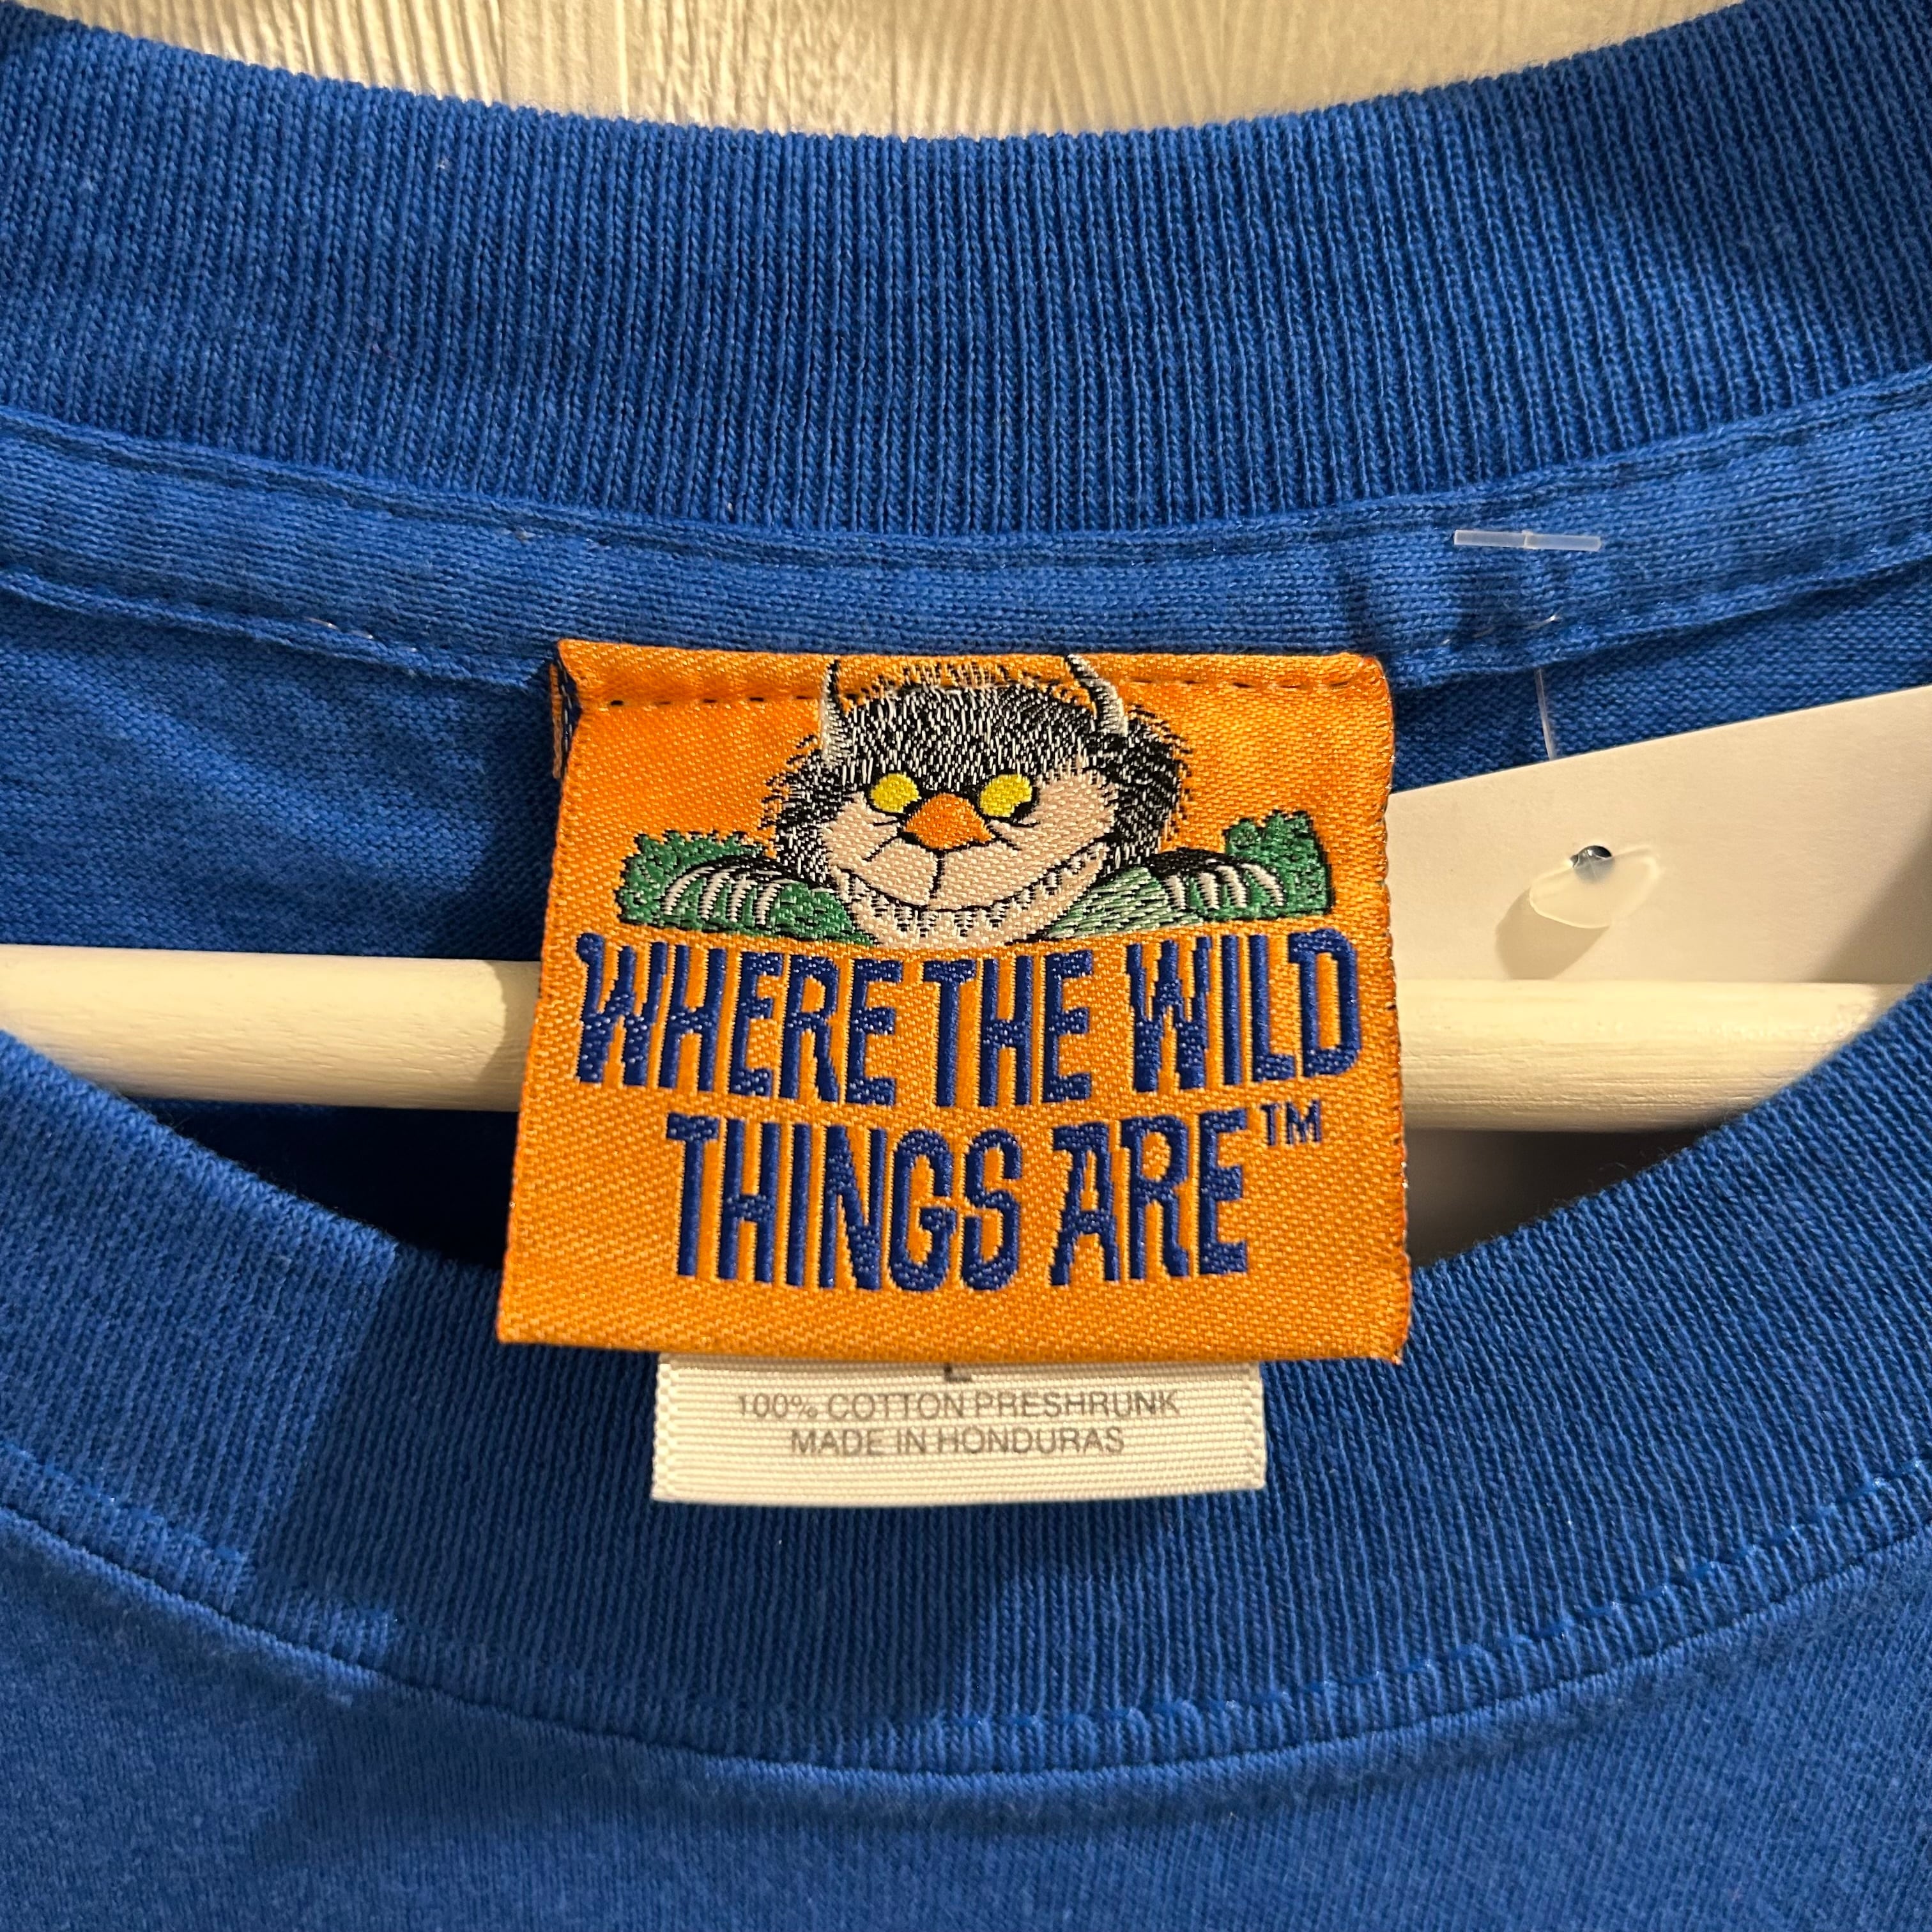 WHERE THE WILD
THINGS ARE™
L
100% COTTON PRESHRUNK
MADE IN HONDURAS